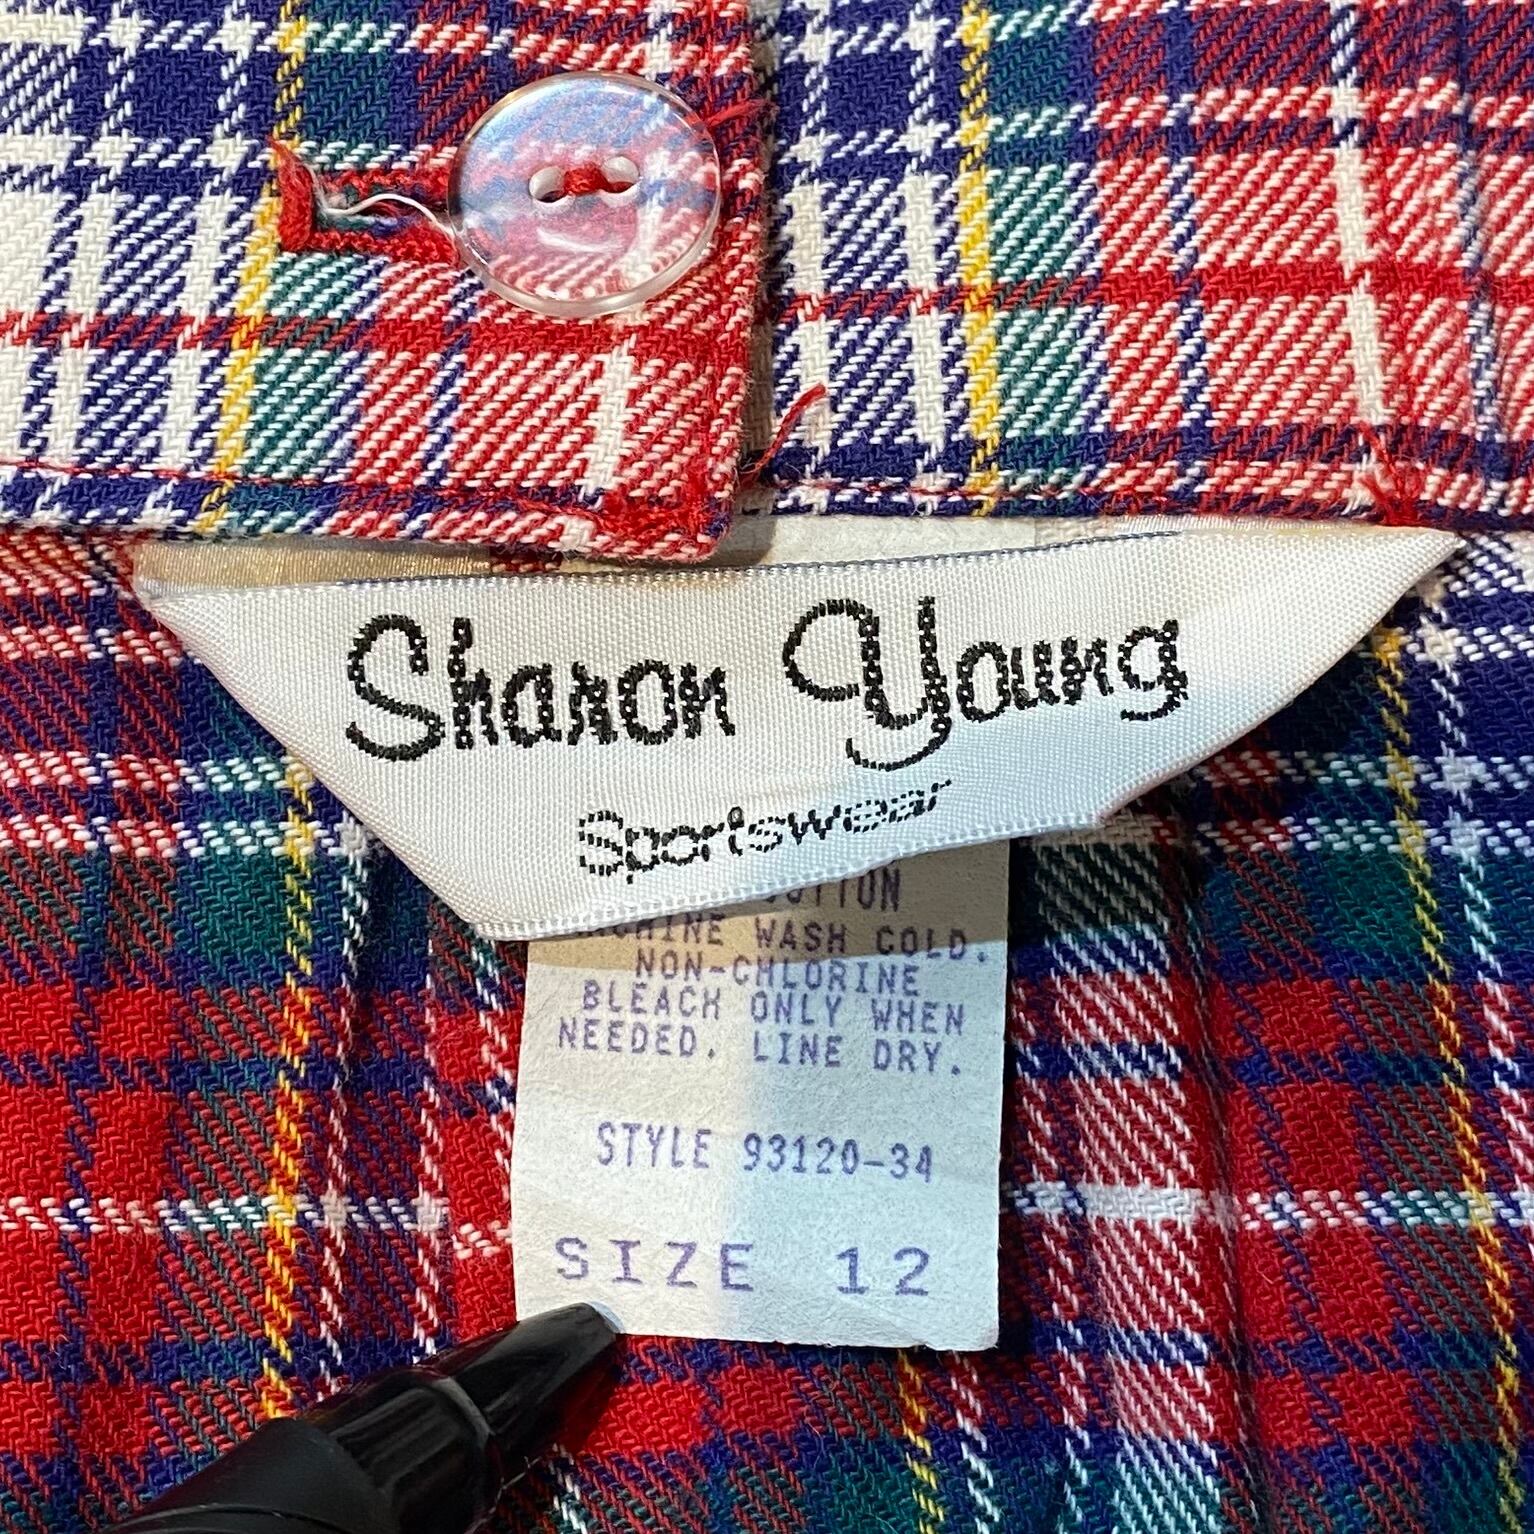 Sharon Young
Sportswear
COTTON
MACHINE WASH COLD.
NON-CHLORINE
BLEACH ONLY WHEN
NEEDED. LINE DRY.
STYLE 93120-34
SIZE 12